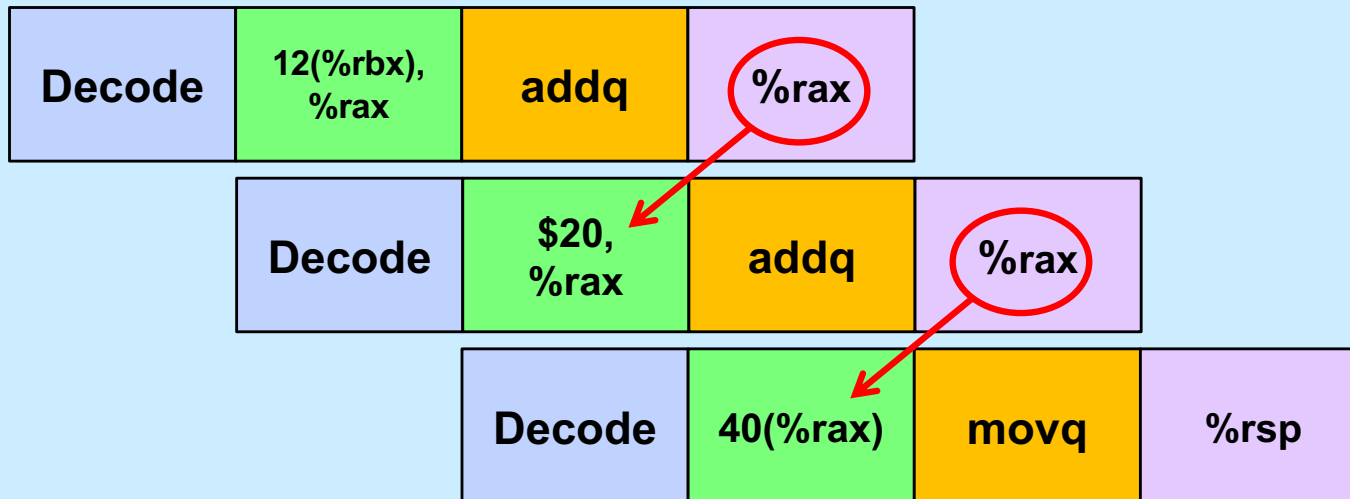 Decode
12(%rbx),
%rax
addq
%rax
Decode
$20,
%rax
addq
%rax
Decode
40(%rax)
movq
%rsp